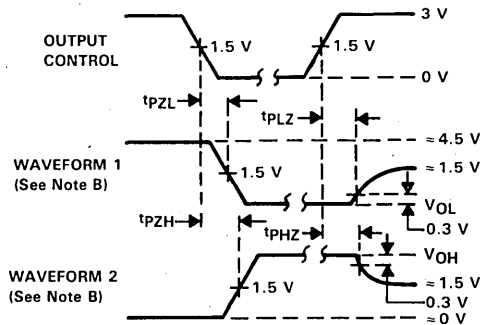 3 V
OUTPUT
CONTROL
1.5 V
1.5 V
0 V
tPZL
tPLZ
≈ 4.5 V
WAVEFORM 1
(See Note B)
1.5 V
≈ 1.5 V
VOL
0.3 V
tPZH
tPHZ
VOH
WAVEFORM 2
(See Note B)
1.5 V
≈ 1.5 V
0.3 V
≈ 0 V